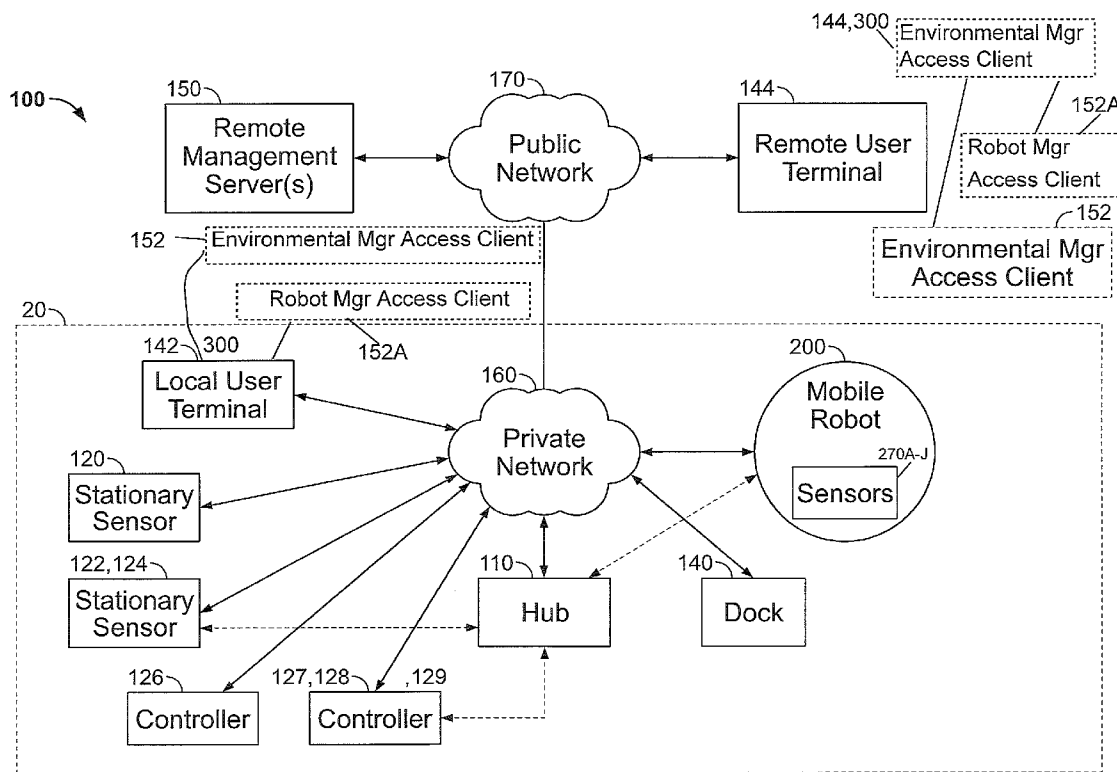 100
150
Remote
Management
Server(s)
170
Public
Network
144
Remote User
Terminal
144,300
Environmental Mgr
Access Client
152A
Robot Mgr
Access Client
152
Environmental Mgr
Access Client
152
Environmental Mgr Access Client
Robot Mgr Access Client
152A
20
142
300
Local User
Terminal
160
Private
Network
200
Mobile
Robot
270A-J
Sensors
120
Stationary
Sensor
122,124
Stationary
Sensor
110
Hub
140
Dock
126
Controller
127,128 ,129
Controller